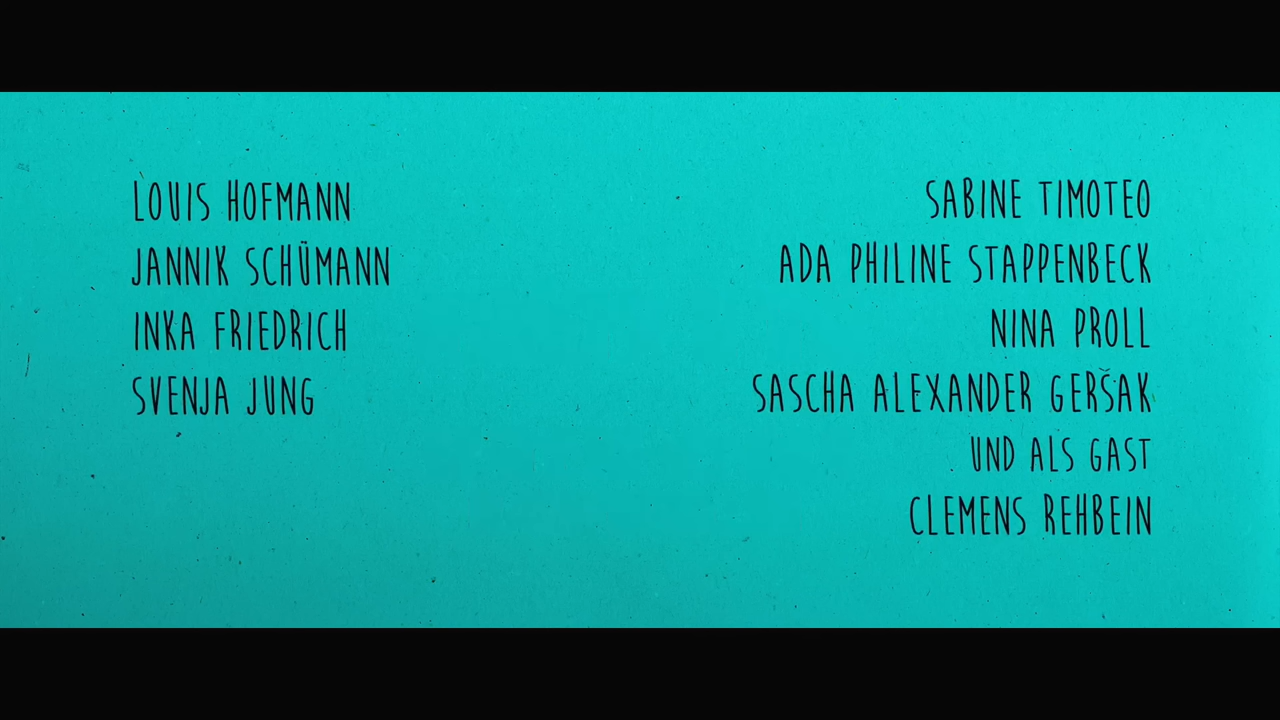 LOUIS HOFMANN
JANNIK SCHÜMANN
INKA FRIEDRICH
SVENJA JUNG
SABINE TIMOTEO
ADA PHILINE STAPPENBECK
NINA PROLL
SASCHA ALEXANDER GERŠAK
UND ALS GAST
CLEMENS REHBEIN